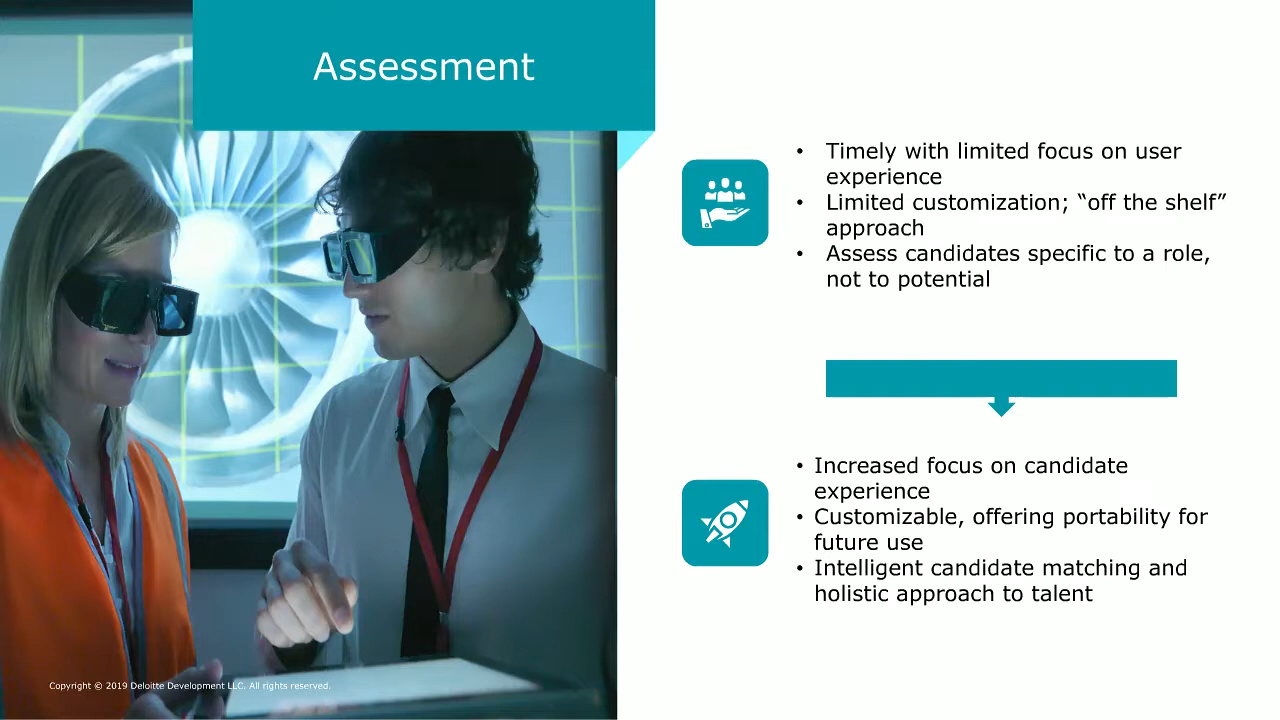 Assessment
• Timely with limited focus on user
experience
• Limited customization; “off the shelf”
approach
• Assess candidates specific to a role,
not to potential
• Increased focus on candidate
experience
• Customizable, offering portability for
future use
• Intelligent candidate matching and
holistic approach to talent
Copyright © 2019 Deloitte Development LLC. All rights reserved.